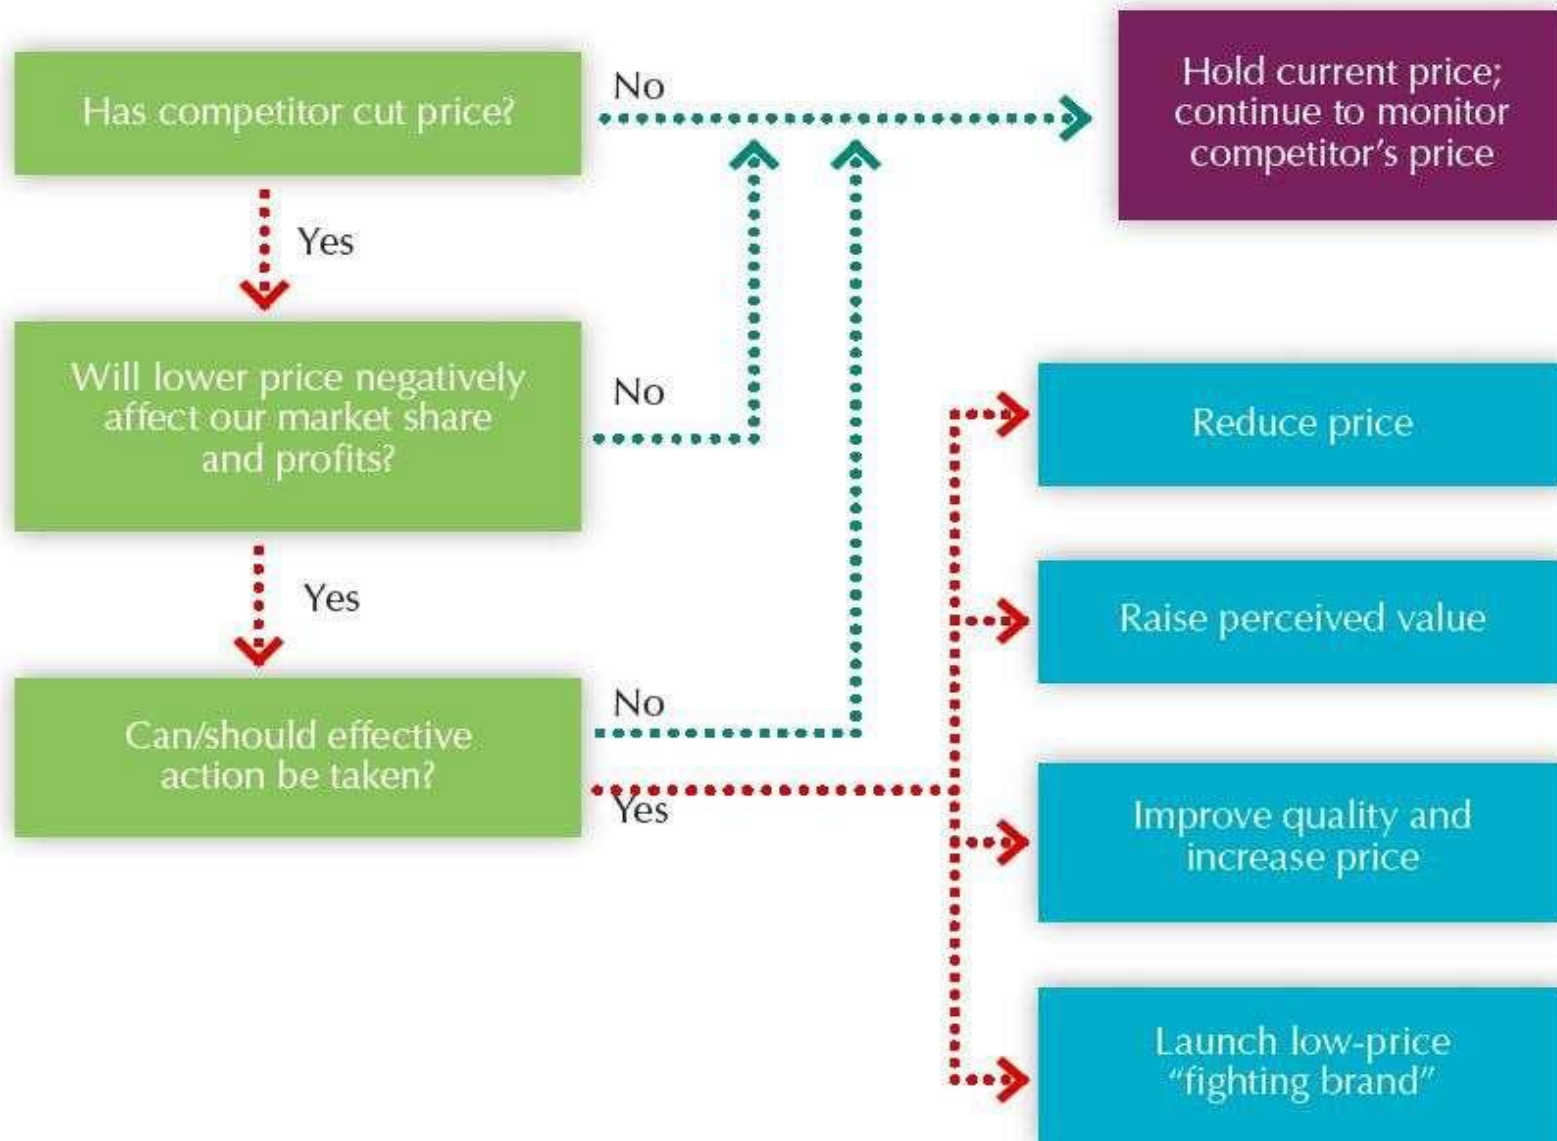 Has competitor cut price?
No
Hold current price;
continue to monitor
competitor’s price
Yes
Will lower price negatively
affect our market share
and profits?
No
Yes
Can/should effective
action be taken?
No
Yes
Reduce price
Raise perceived value
Improve quality and
increase price
Launch low-price
“fighting brand”